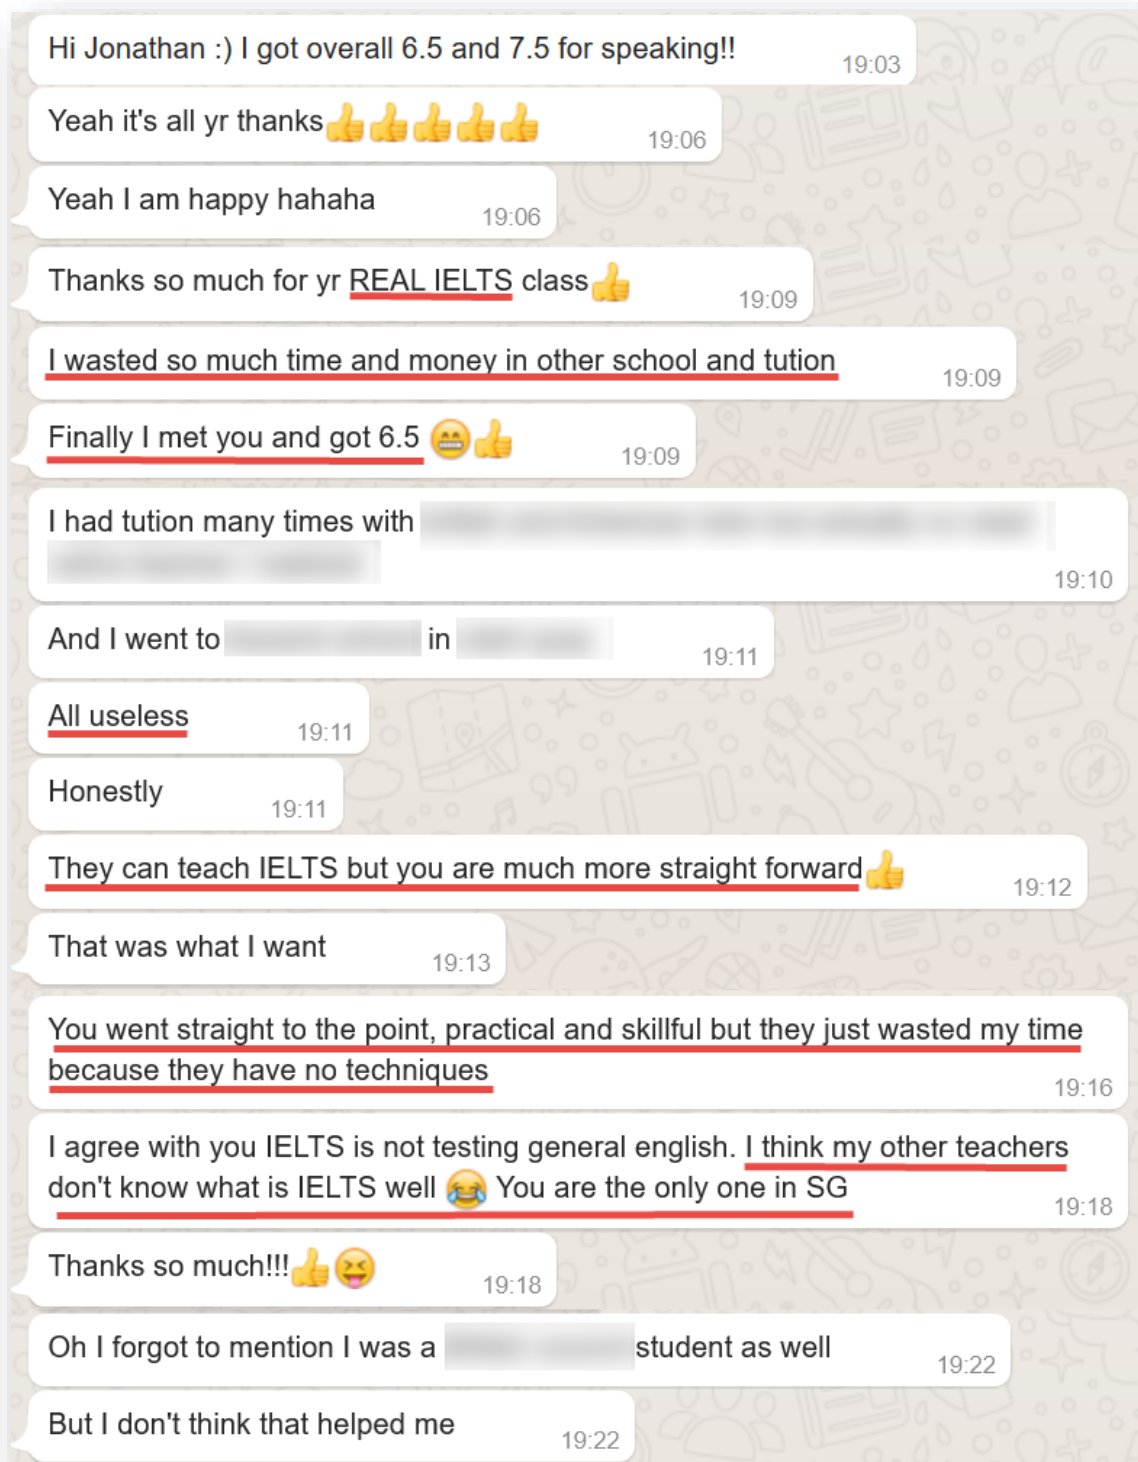 Hi Jonathan :) I got overall 6.5 and 7.5 for speaking!!
19:03
Yeah it's all yr thanks👍👍👍👍👍
19:06
Yeah I am happy hahaha
19:06
Thanks so much for yr REAL IELTS class👍
19:09
I wasted so much time and money in other school and tution
19:09
Finally I met you and got 6.5 😁👍
19:09
I had tution many times with
19:10
And I went to in
19:11
All useless
19:11
Honestly
19:11
They can teach IELTS but you are much more straight forward👍
19:12
That was what I want
19:13
You went straight to the point, practical and skillful but they just wasted my time
because they have no techniques
19:16
I agree with you IELTS is not testing general english. I think my other teachers
don't know what is IELTS well 😂 You are the only one in SG
19:18
Thanks so much!!!👍😝
19:18
Oh I forgot to mention I was a student as well
19:22
But I don't think that helped me
19:22